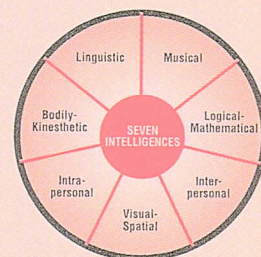 Linguistic
Musical
Bodily-
Kinesthetic
SEVEN
INTELLIGENCES
Logical-
Mathematical
Intra-
personal
Inter-
personal
Visual-
Spatial